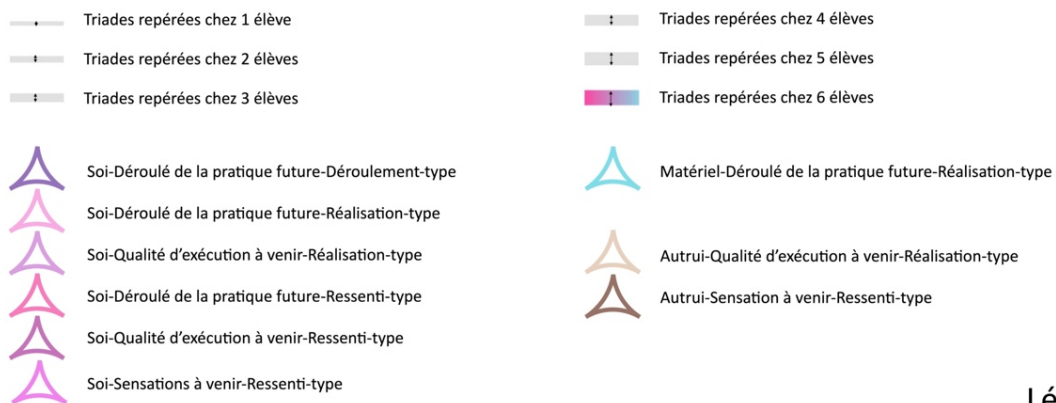 Triades repérées chez 1 élève
Triades repérées chez 2 élèves
Triades repérées chez 3 élèves
Triades repérées chez 4 élèves
Triades repérées chez 5 élèves
Triades repérées chez 6 élèves
Soi-Déroulé de la pratique future-Déroulement-type
Soi-Déroulé de la pratique future-Réalisation-type
Soi-Qualité d'exécution à venir-Réalisation-type
Soi-Déroulé de la pratique future-Ressenti-type
Soi-Qualité d'exécution à venir-Ressenti-type
Soi-Sensations à venir-Ressenti-type
Matériel-Déroulé de la pratique future-Réalisation-type
Autrui-Qualité d'exécution à venir-Réalisation-type
Autrui-Sensation à venir-Ressenti-type
Lé